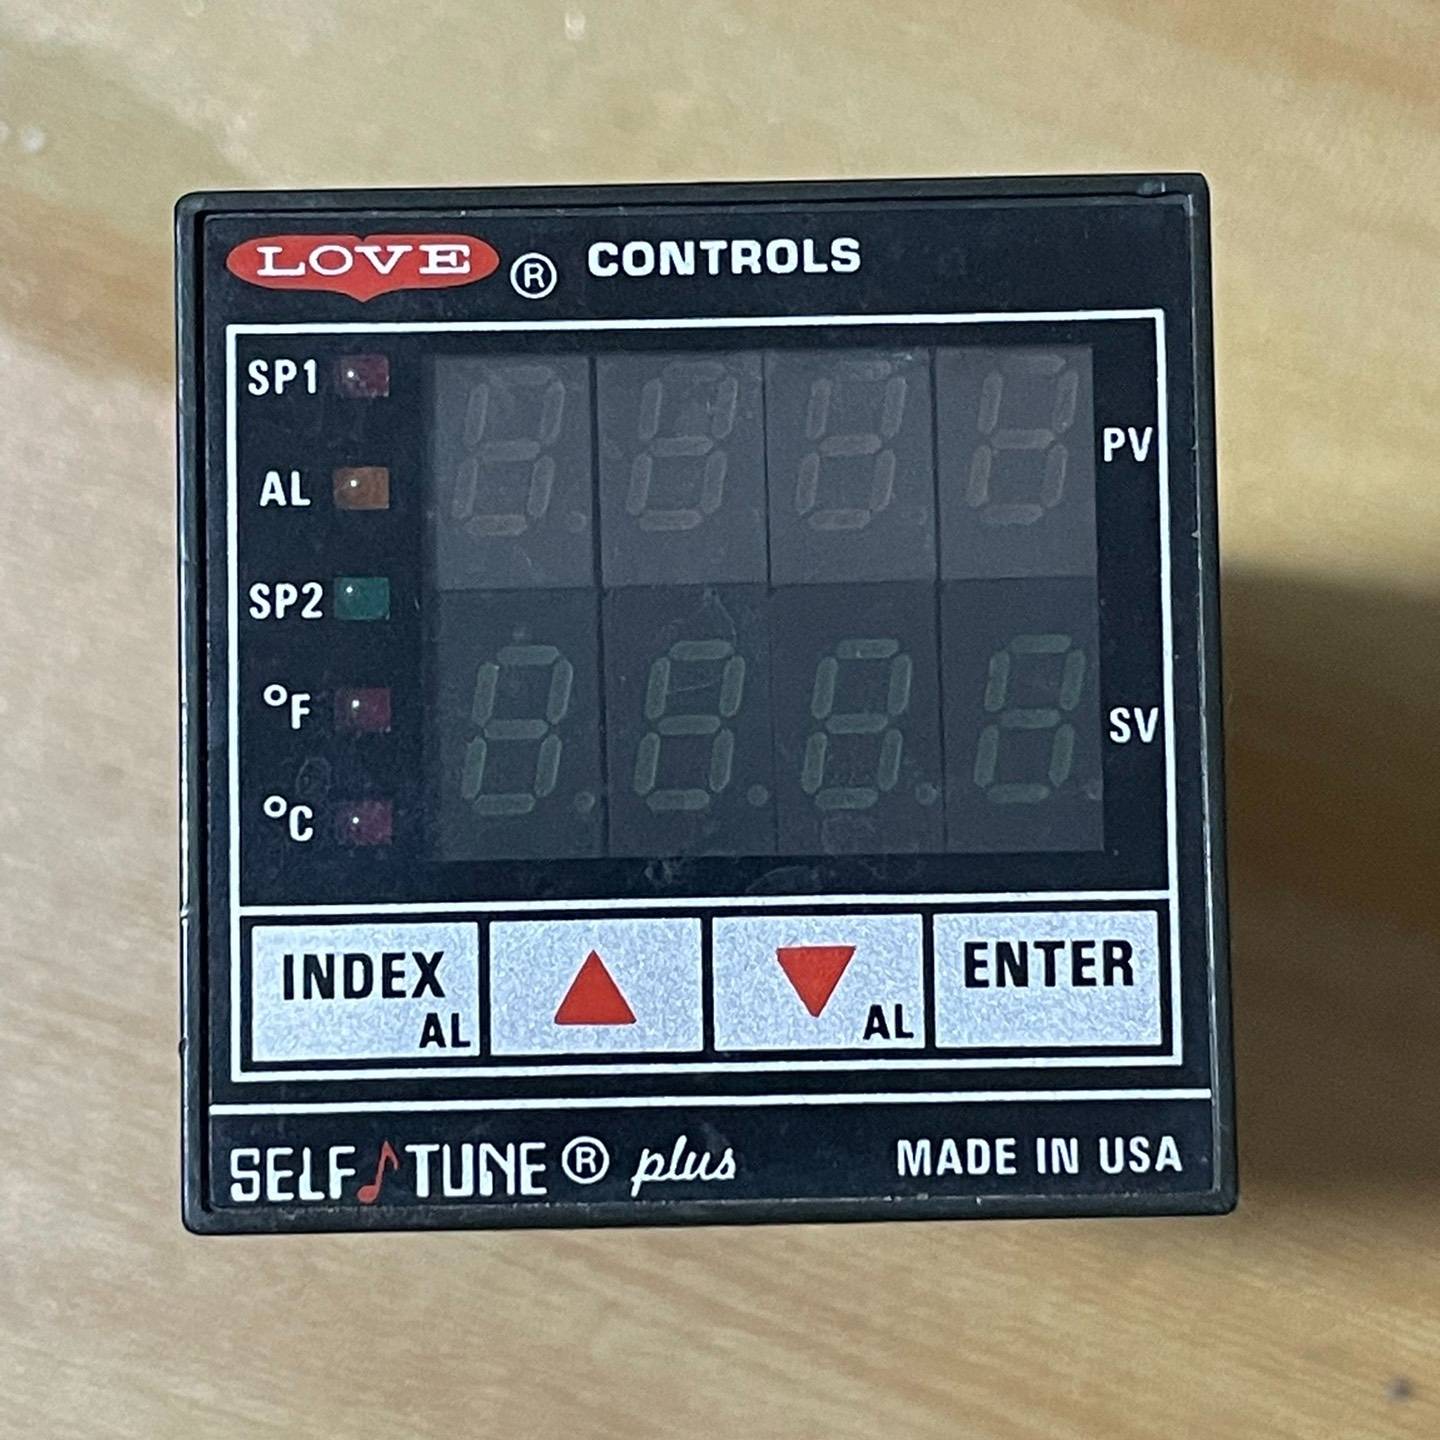 LOVE ® CONTROLS
SP1
PV
AL
SP2
°F
SV
°C
INDEX AL
▲
▼ AL
ENTER
SELF♪TUNE® plus
MADE IN USA